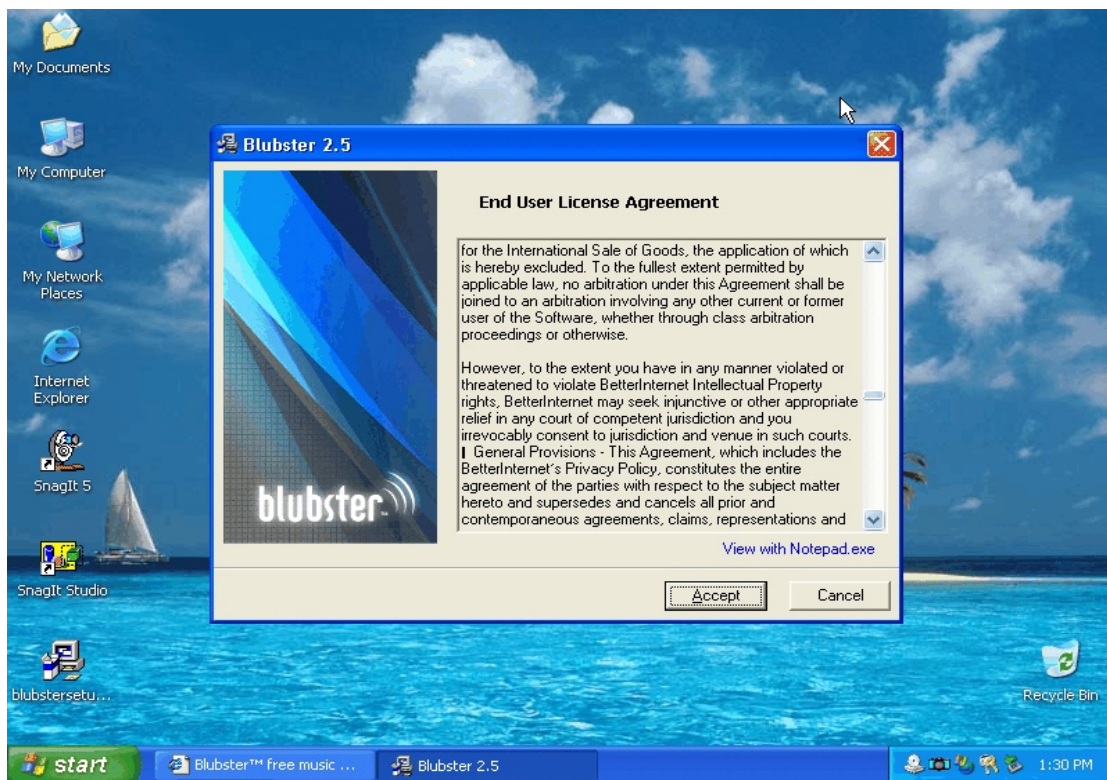 My Documents
My Computer
My Network
Places
Internet
Explorer
SnagIt 5
SnagIt Studio
blubstersetu...
Blubster 2.5
End User License Agreement
for the International Sale of Goods, the application of which
is hereby excluded. To the fullest extent permitted by
applicable law, no arbitration under this Agreement shall be
joined to an arbitration involving any other current or former
user of the Software, whether through class arbitration
proceedings or otherwise.
However, to the extent you have in any manner violated or
threatened to violate BetterInternet Intellectual Property
rights, BetterInternet may seek injunctive or other appropriate
relief in any court of competent jurisdiction and you
irrevocably consent to jurisdiction and venue in such courts.
General Provisions - This Agreement, which includes the
BetterInternet's Privacy Policy, constitutes the entire
agreement of the parties with respect to the subject matter
hereto and supersedes and cancels all prior and
contemporaneous agreements, claims, representations and
blubster
View with Notepad.exe
Accept
Cancel
Recycle Bin
start
Blubster™ free music ...
Blubster 2.5
1:30 PM